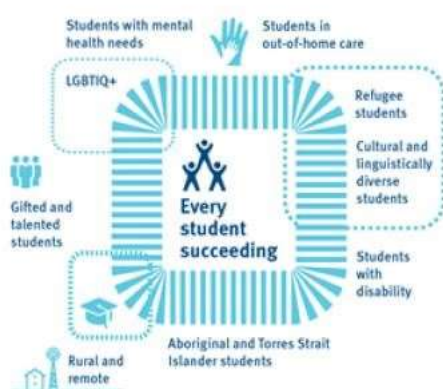 Students with mental
health needs
LGBTIQ+
Students in
out-of-home care
Refugee
students
Cultural and
linguistically
diverse
students
Gifted and
talented
students
Every
student
succeeding
Students
with
disability
Aboriginal and Torres Strait
Islander students
Rural and
remote